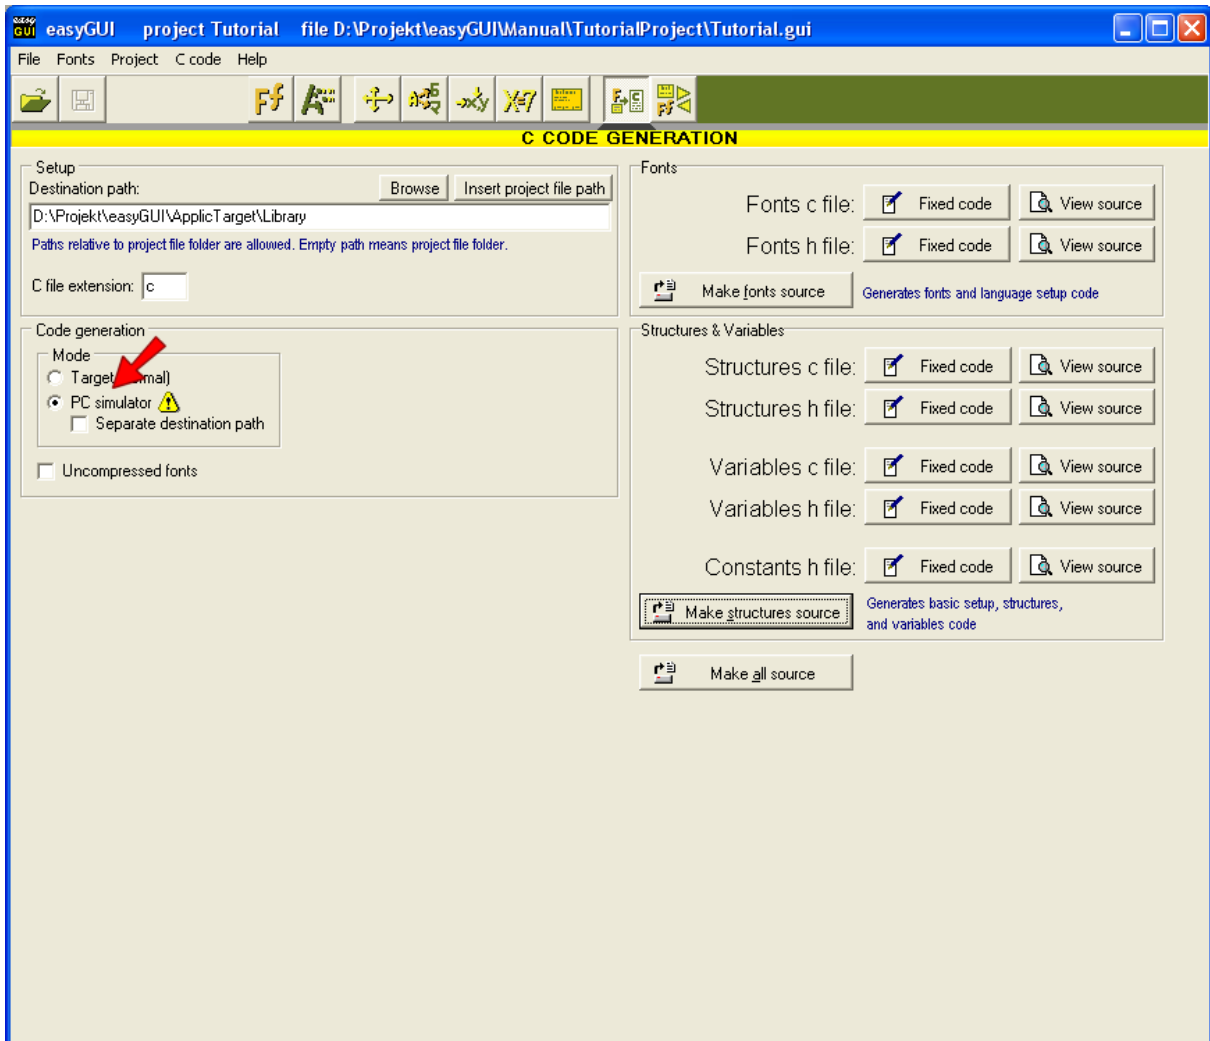 easyGUI project Tutorial file D:\Projekt\easyGUI\Manual\TutorialProject\Tutorial.gui
File Fonts Project C code Help
C CODE GENERATION
Setup
Destination path: Browse Insert project file path
D:\Projekt\easyGUI\ApplicTarget\Library
Paths relative to project file folder are allowed. Empty path means project file folder.
C file extension: c
Code generation
Mode
Target mal)
PC simulator
Separate destination path
Uncompressed fonts
Fonts
Fonts c file: Fixed code View source
Fonts h file: Fixed code View source
Make fonts source Generates fonts and language setup code
Structures & Variables
Structures c file: Fixed code View source
Structures h file: Fixed code View source
Variables c file: Fixed code View source
Variables h file: Fixed code View source
Constants h file: Fixed code View source
Make structures source Generates basic setup, structures,
and variables code
Make all source